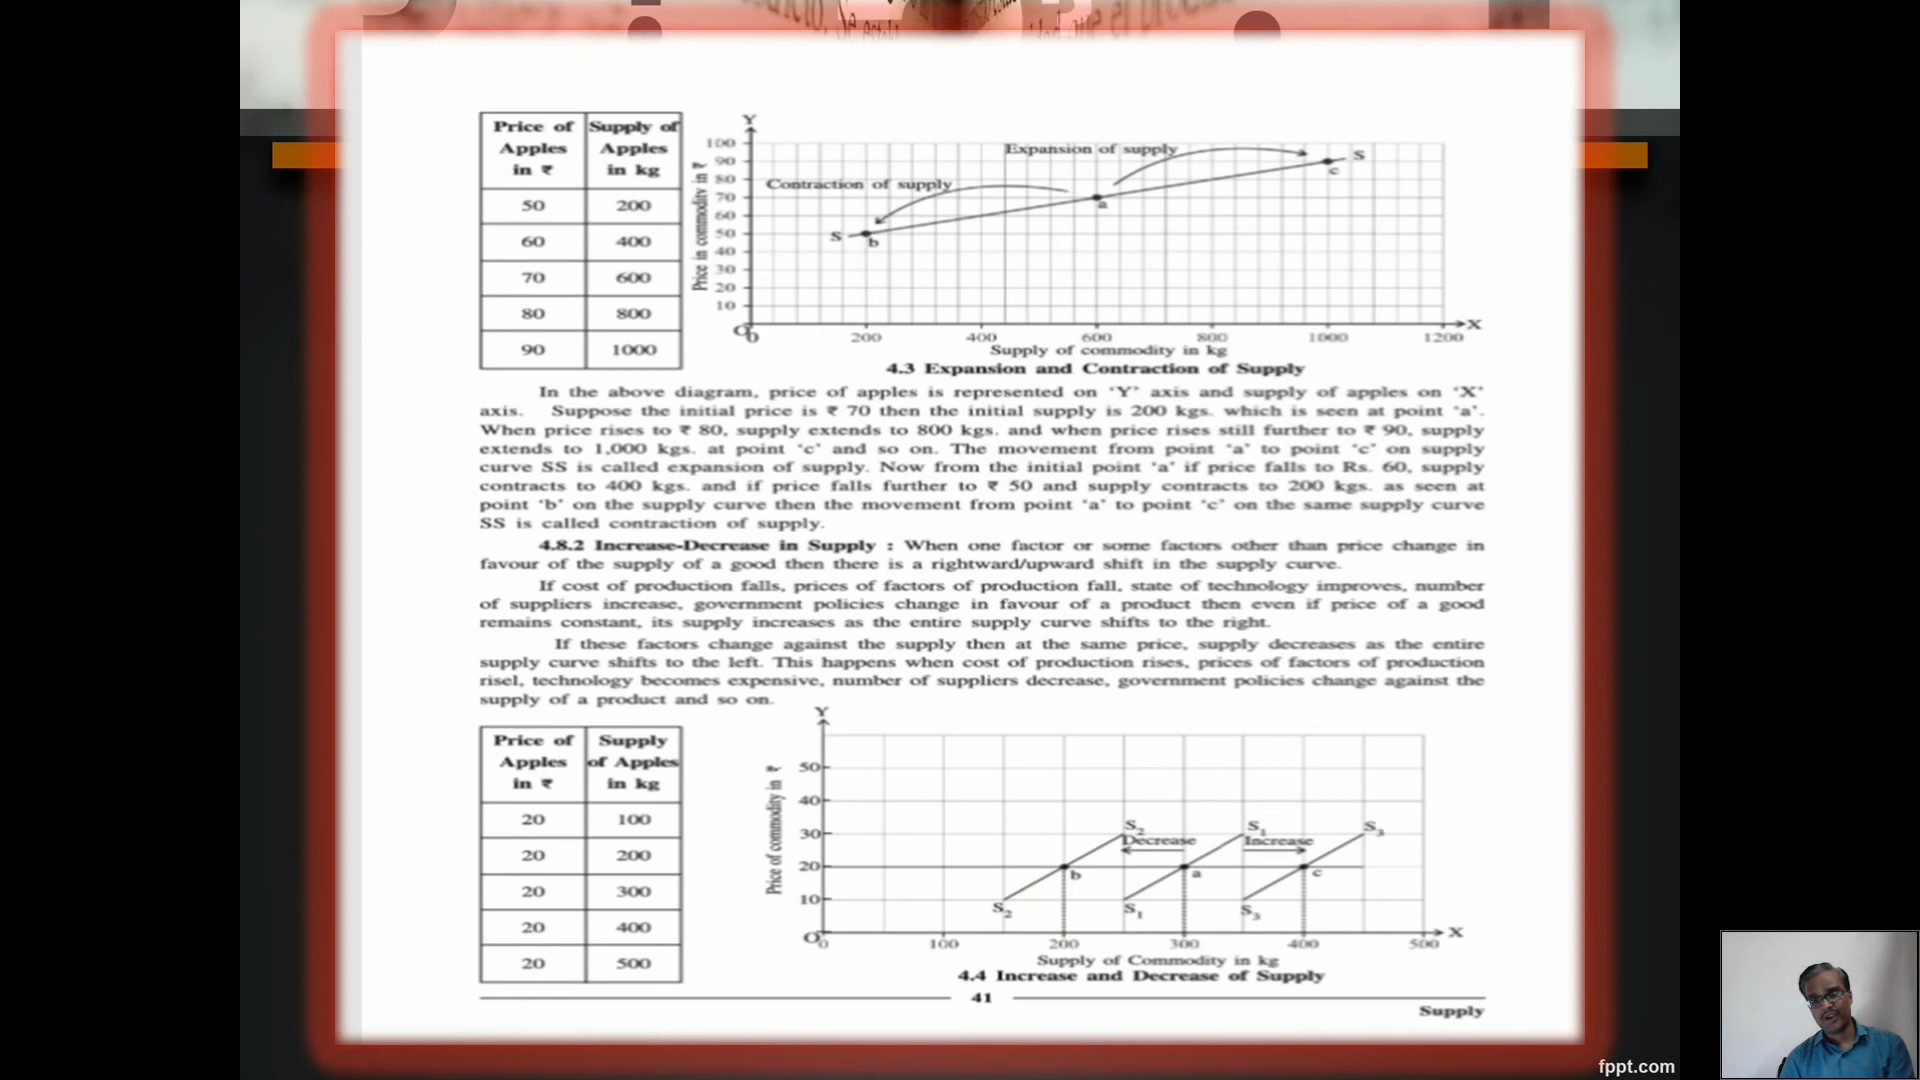 Price of Apples in ₹
Supply of Apples in kg
50 200
60 400
70 600
80 800
90 1000
Y
Price in commodity in ₹
100
90
80
70
60
50
40
30
20
10
O
Expansion of supply
Contraction of supply
S
c
a
S
b
0 200 400 600 800 1000 1200
X
Supply of commodity in kg
4.3 Expansion and Contraction of Supply
In the above diagram, price of apples is represented on ‘Y’ axis and supply of apples on ‘X’
axis. Suppose the initial price is ₹ 70 then the initial supply is 200 kgs. which is seen at point ‘a’.
When price rises to ₹ 80, supply extends to 800 kgs. and when price rises still further to ₹ 90, supply
extends to 1,000 kgs. at point ‘c’ and so on. The movement from point ‘a’ to point ‘c’ on supply
curve SS is called expansion of supply. Now from the initial point ‘a’ if price falls to Rs. 60, supply
contracts to 400 kgs. and if price falls further to ₹ 50 and supply contracts to 200 kgs. as seen at
point ‘b’ on the supply curve then the movement from point ‘a’ to point ‘c’ on the same supply curve
SS is called contraction of supply.
4.8.2 Increase-Decrease in Supply : When one factor or some factors other than price change in
favour of the supply of a good then there is a rightward/upward shift in the supply curve.
If cost of production falls, prices of factors of production fall, state of technology improves, number
of suppliers increase, government policies change in favour of a product then even if price of a good
remains constant, its supply increases as the entire supply curve shifts to the right.
If these factors change against the supply then at the same price, supply decreases as the entire
supply curve shifts to the left. This happens when cost of production rises, prices of factors of production
risel, technology becomes expensive, number of suppliers decrease, government policies change against the
supply of a product and so on.
Price of Apples in ₹
Supply of Apples in kg
20 100
20 200
20 300
20 400
20 500
Y
Price of commodity in ₹
50
40
30
20
10
O
S2 S1 S3
Decrease Increase
b a c
S2 S1 S3
0 100 200 300 400 500
X
Supply of Commodity in kg
4.4 Increase and Decrease of Supply
41
Supply
fppt.com